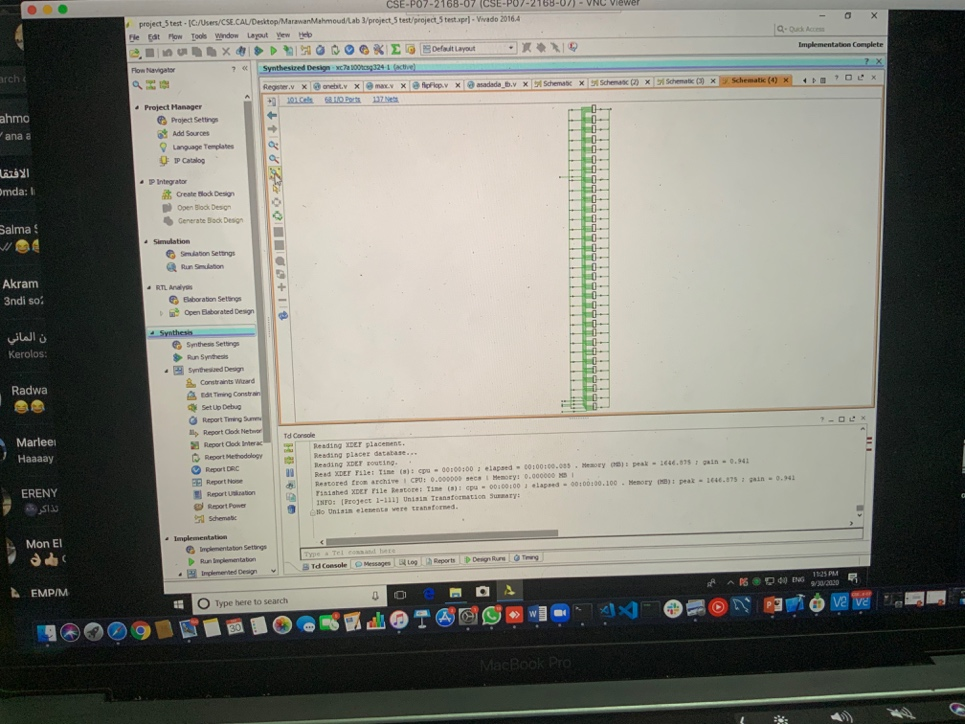 CSE-P07-2168-07 (CSE-P07-2168-07) - VNC Viewer
project_5 test - [C:/Users/CSE.CAL/Desktop/MarawanMahmoud/Lab 3/project_5 test/project_5 test.xpr] - Vivado 2016.4
File Edit Flow Tools Window Layout View Help
Quick Access
Default Layout
Implementation Complete
Flow Navigator
Synthesized Design - xc7a100tcsg324-1 (active)
Register.v
onebit.v
max.v
flipFlop.v
asadada_tb.v
Schematic
Schematic (2)
Schematic (3)
Schematic (4)
101 Cells 68 I/O Ports 137 Nets
Project Manager
Project Settings
Add Sources
Language Templates
IP Catalog
IP Integrator
Create Block Design
Open Block Design
Generate Block Design
Simulation
Simulation Settings
Run Simulation
RTL Analysis
Elaboration Settings
Open Elaborated Design
Synthesis
Synthesis Settings
Run Synthesis
Synthesized Design
Constraints Wizard
Edit Timing Constrain
Set Up Debug
Report Timing Summ
Report Clock Networ
Report Clock Interac
Report Methodology
Report DRC
Report Noise
Report Utilization
Report Power
Schematic
Implementation
Implementation Settings
Run Implementation
Implemented Design
Tcl Console
Reading XDEF placement.
Reading placer database...
Reading XDEF routing.
Read XDEF File: Time (s): cpu = 00:00:00 ; elapsed = 00:00:00.085 . Memory (MB): peak = 1646.875 ; gain = 0.941
Restored from archive | CPU: 0.000000 secs | Memory: 0.000000 MB |
Finished XDEF File Restore: Time (s): cpu = 00:00:00 ; elapsed = 00:00:00.100 . Memory (MB): peak = 1646.875 ; gain = 0.941
INFO: [Project 1-111] Unisim Transformation Summary:
No Unisim elements were transformed.
Type a Tcl command here
Tcl Console Messages Log Reports Design Runs Timing
Type here to search
ENG
11:25 PM
9/30/2020
arch
ahmo
ana a
Omda:
Salma
Akram
3ndi so
الماني
Kerolos:
Radwa
Marlee
Haaay
ERENY
تذاكر
Mon El
EMP/M
30
MacBook Pro